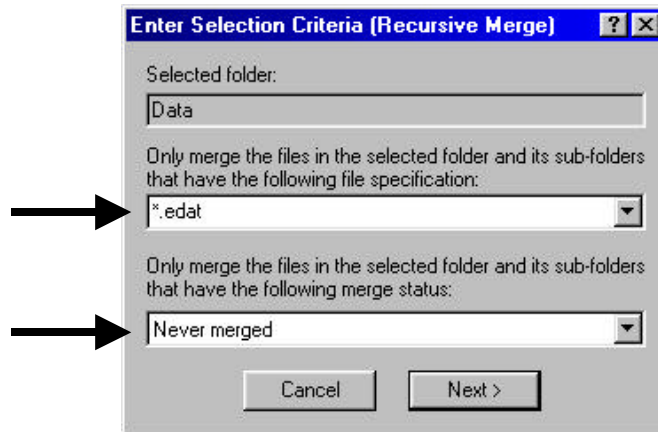 Enter Selection Criteria (Recursive Merge)
Selected folder:
Data
Only merge the files in the selected folder and its sub-folders
that have the following file specification:
*.edat
Only merge the files in the selected folder and its sub-folders
that have the following merge status:
Never merged
Cancel Next >